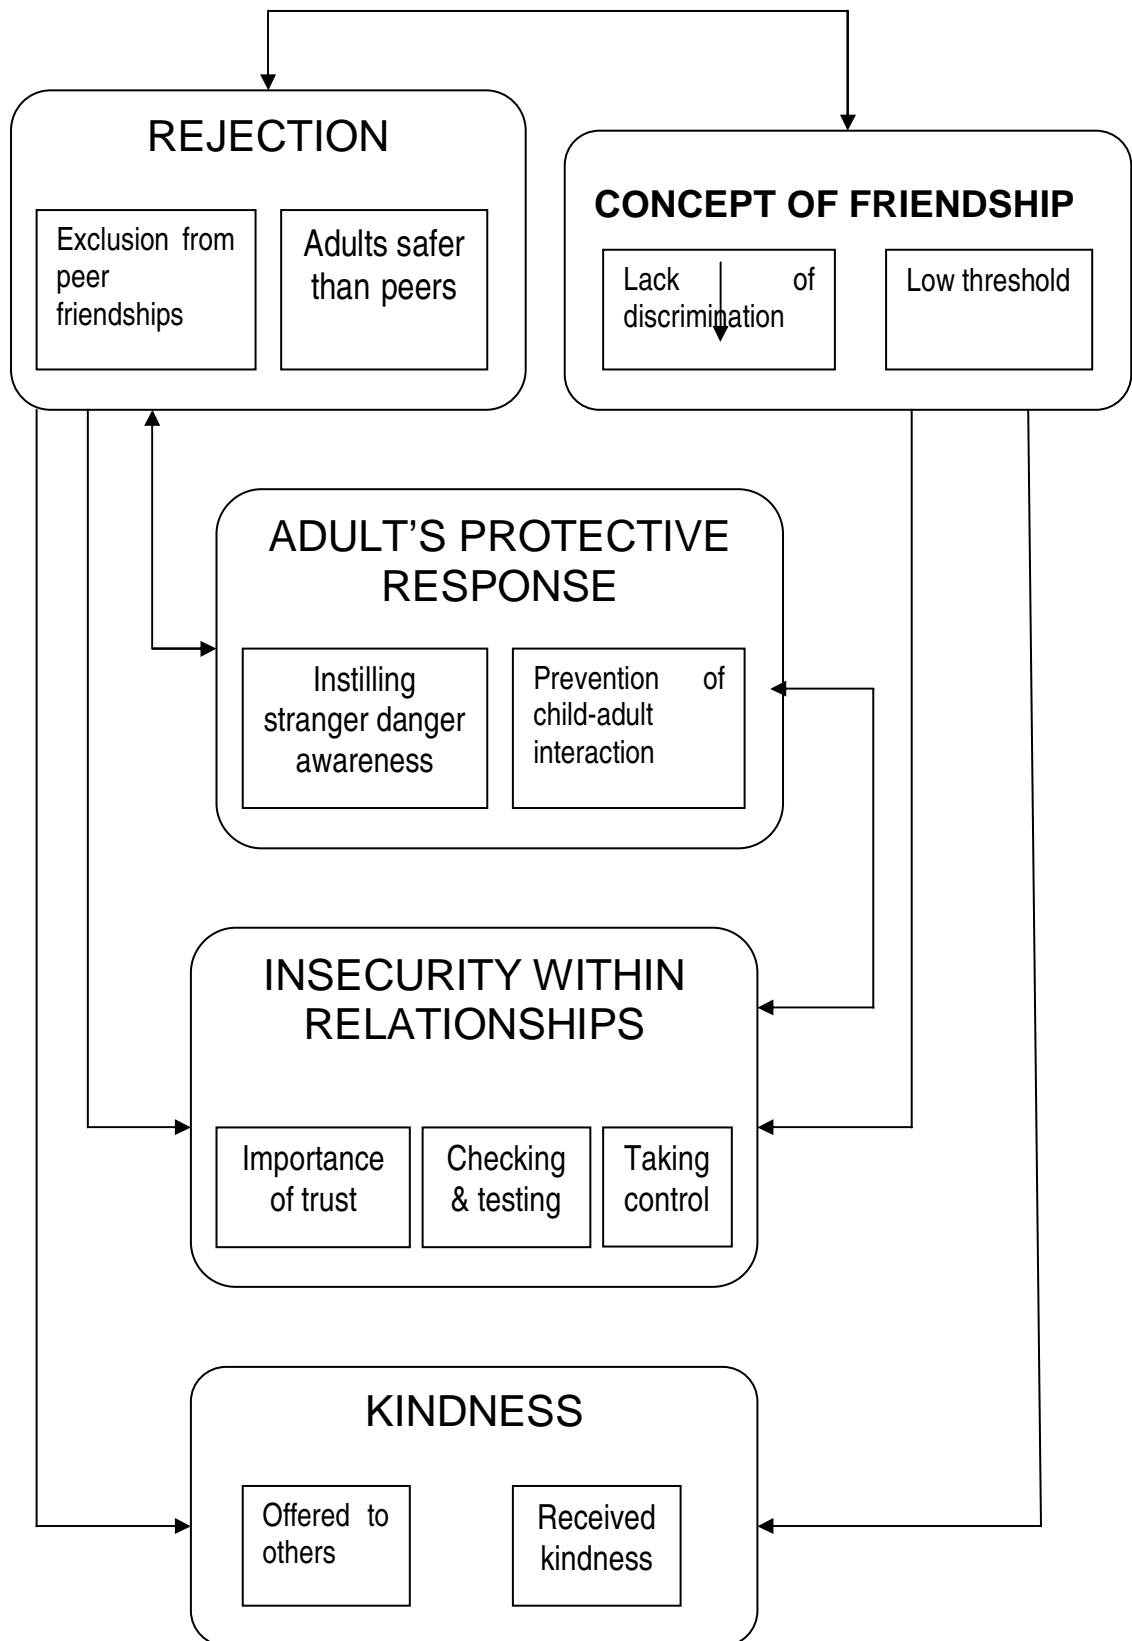 REJECTION
Exclusion from
peer
friendships
Adults safer
than peers
CONCEPT OF FRIENDSHIP
Lack of
discrimination
Low threshold
ADULT’S PROTECTIVE
RESPONSE
Instilling
stranger danger
awareness
Prevention of
child-adult
interaction
INSECURITY WITHIN
RELATIONSHIPS
Importance
of trust
Checking
& testing
Taking
control
KINDNESS
Offered to
others
Received
kindness